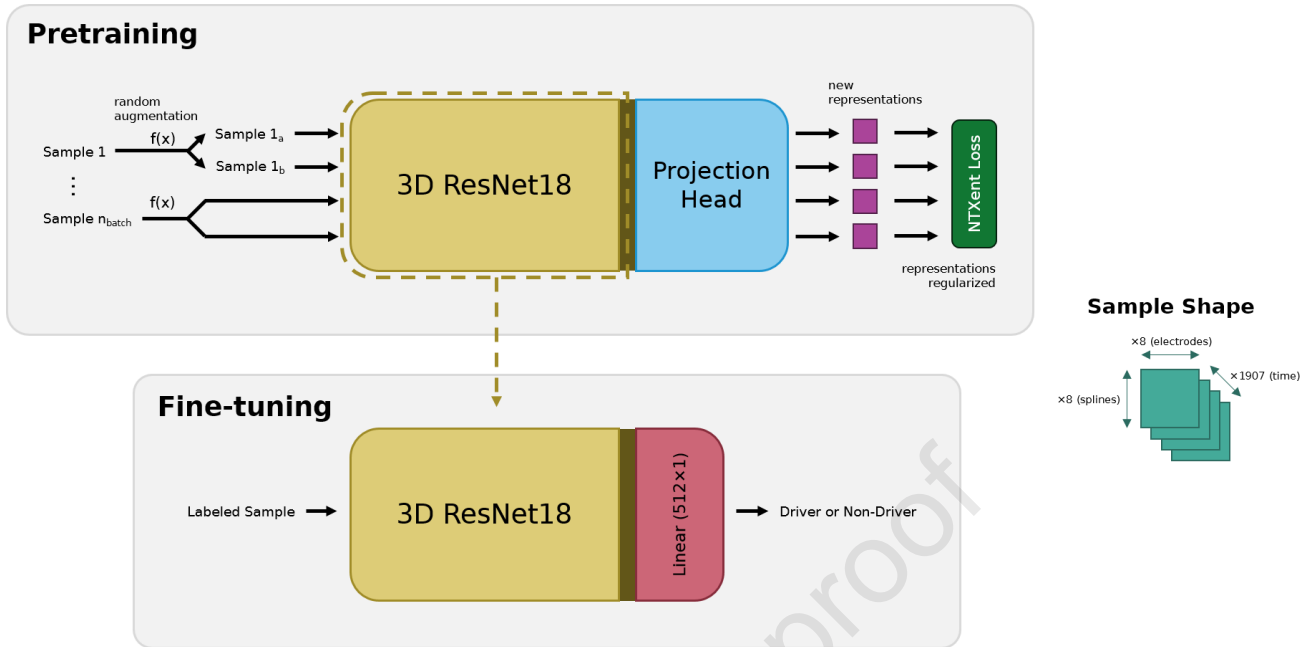 Pretraining
random
augmentation
Sample 1
f(x)
Sample 1a
Sample 1b
⋮
Sample nbatch
f(x)
3D ResNet18
Projection
Head
new
representations
NTXent Loss
representations
regularized
Sample Shape
×8 (electrodes)
×1907 (time)
×8 (splines)
Fine-tuning
Labeled Sample
3D ResNet18
Linear (512×1)
Driver or Non-Driver
proof